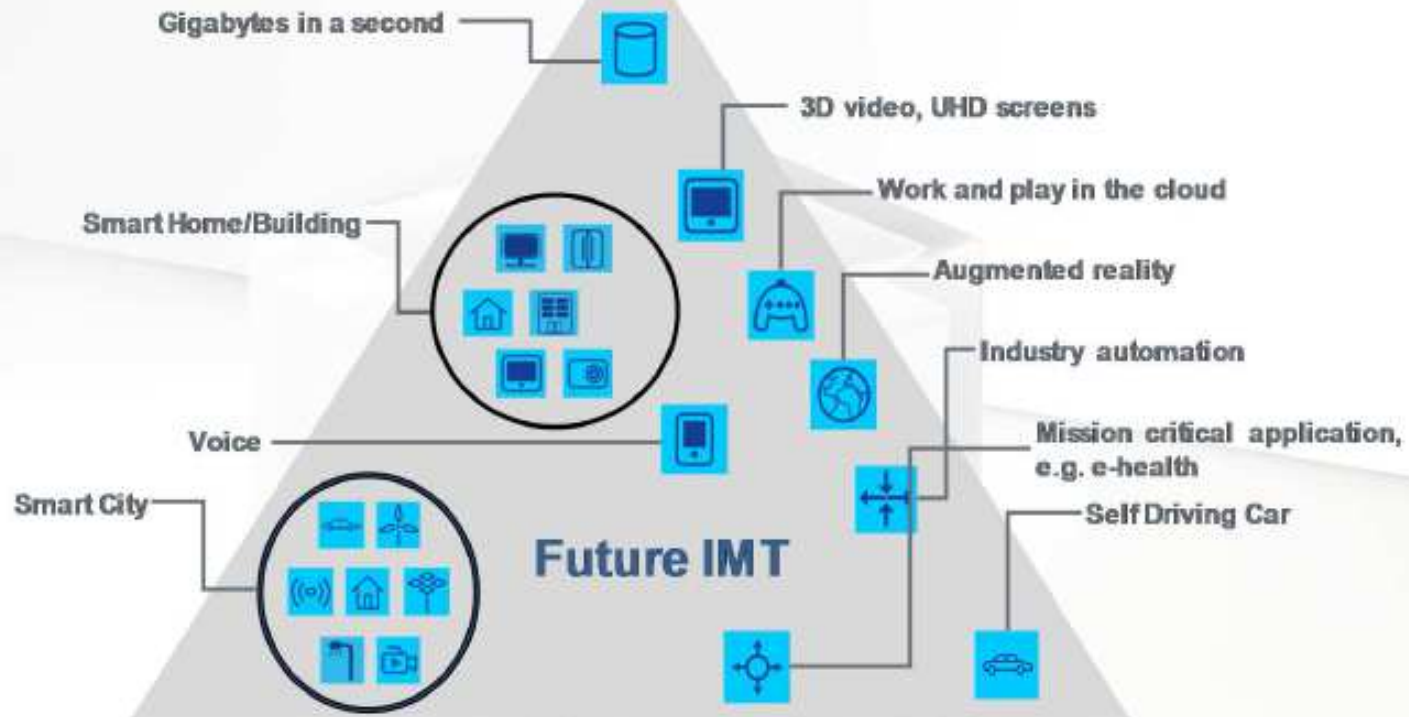 Gigabytes in a second
3D video, UHD screens
Work and play in the cloud
Smart Home/Building
Augmented reality
Industry automation
Voice
Mission critical application,
e.g. e-health
Smart City
Self Driving Car
Future IMT